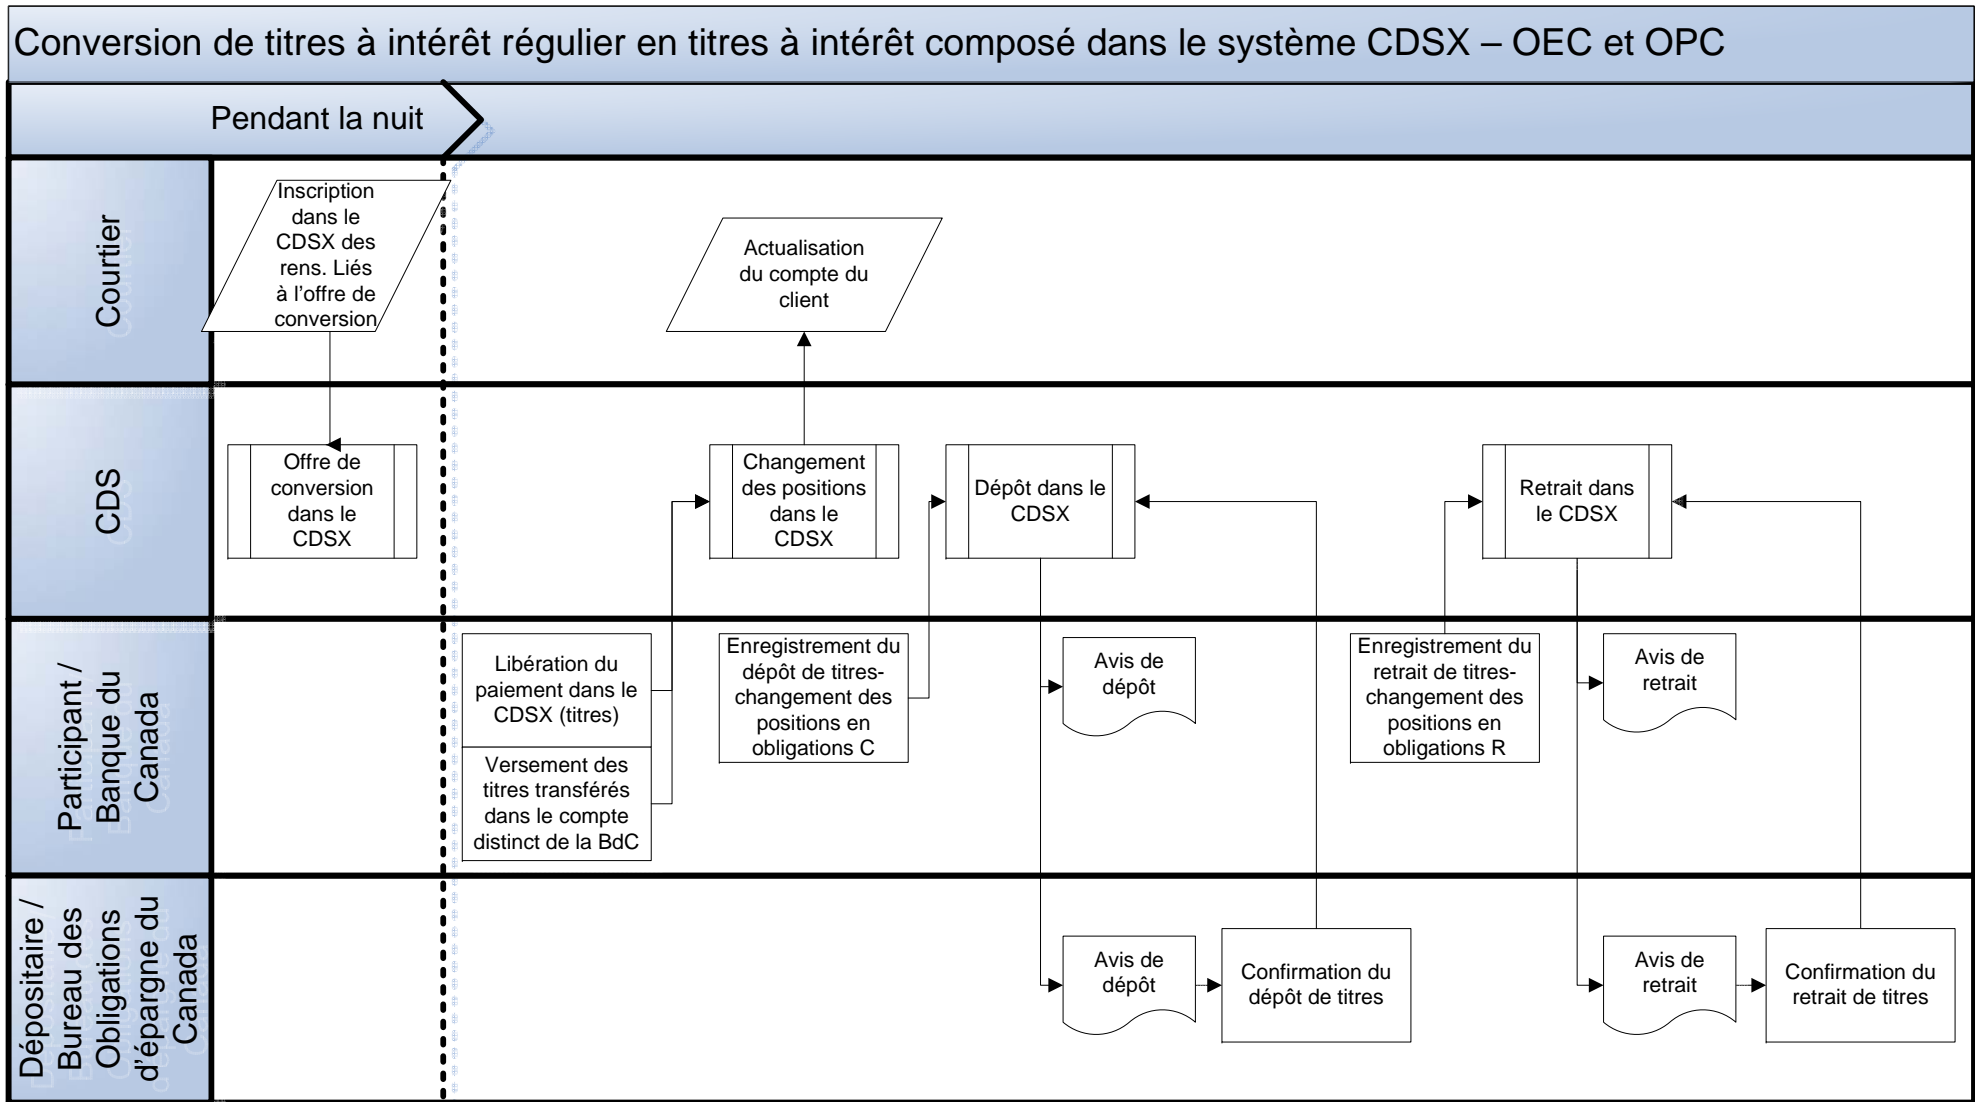 Conversion de titres à intérêt régulier en titres à intérêt composé dans le système CDSX – OEC et OPC
Pendant la nuit
Courtier
Inscription
dans le
CDSX des
rens. Liés
à l'offre de
conversion
Actualisation
du compte du
client
CDS
Offre de
conversion
dans le
CDSX
Changement
des positions
dans le
CDSX
Dépôt dans le
CDSX
Retrait dans
le CDSX
Participant /
Banque du
Canada
Libération du
paiement dans le
CDSX (titres)
Versement des
titres transférés
dans le compte
distinct de la BdC
Enregistrement du
dépôt de titres-
changement des
positions en
obligations C
Avis de
dépôt
Enregistrement du
retrait de titres-
changement des
positions en
obligations R
Avis de
retrait
Dépositaire /
Bureau des
Obligations
d'épargne du
Canada
Avis de
dépôt
Confirmation du
dépôt de titres
Avis de
retrait
Confirmation du
retrait de titres